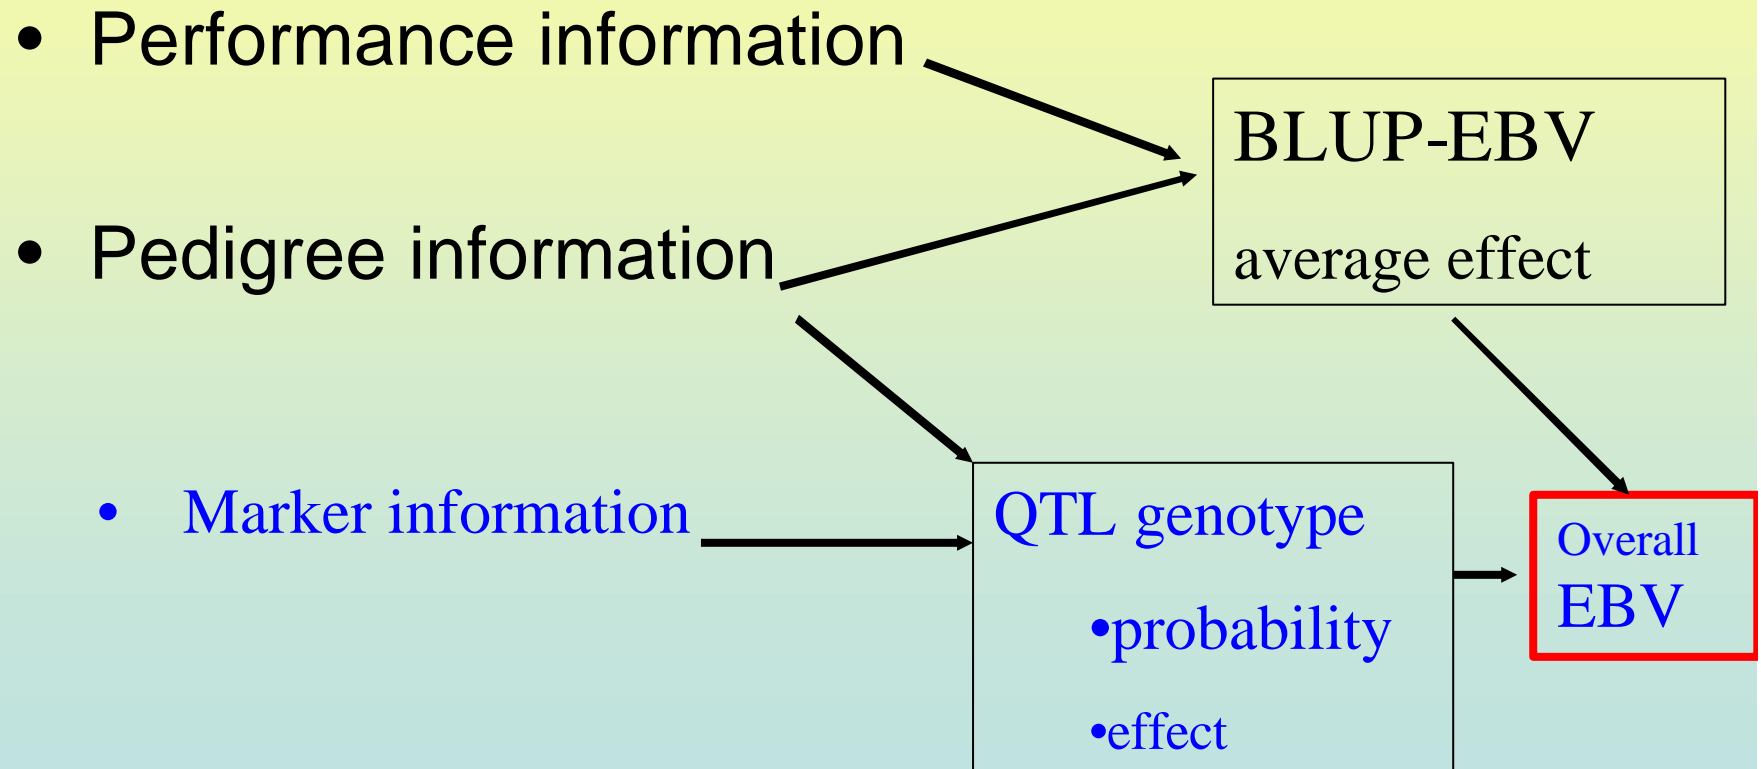 • Performance information
BLUP-EBV
average effect
• Pedigree information
• Marker information
QTL genotype
•probability
•effect
Overall
EBV